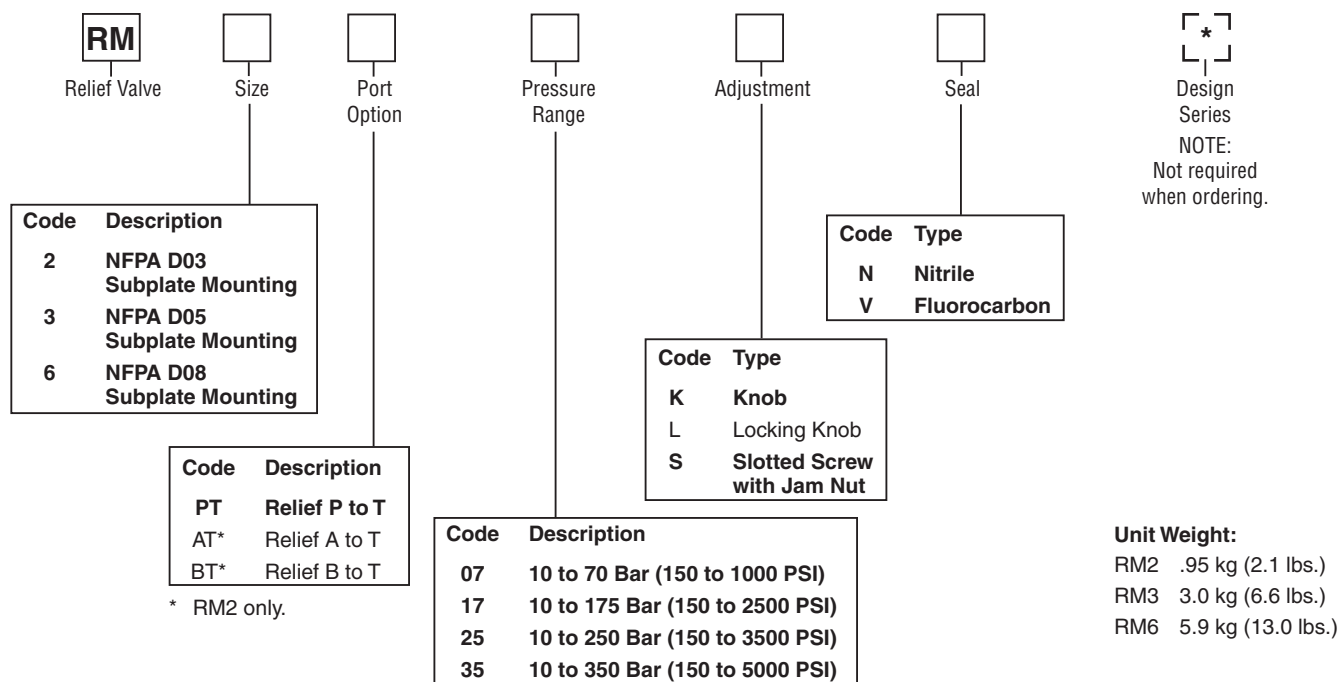 RM
*
Relief Valve
Size
Port
Option
Pressure
Range
Adjustment
Seal
Design
Series
NOTE:
Not required
when ordering.
Code Description
2 NFPA D03
Subplate Mounting
3 NFPA D05
Subplate Mounting
6 NFPA D08
Subplate Mounting
Code Description
PT Relief P to T
AT* Relief A to T
BT* Relief B to T
* RM2 only.
Code Description
07 10 to 70 Bar (150 to 1000 PSI)
17 10 to 175 Bar (150 to 2500 PSI)
25 10 to 250 Bar (150 to 3500 PSI)
35 10 to 350 Bar (150 to 5000 PSI)
Code Type
K Knob
L Locking Knob
S Slotted Screw
with Jam Nut
Code Type
N Nitrile
V Fluorocarbon
Unit Weight:
RM2 .95 kg (2.1 lbs.)
RM3 3.0 kg (6.6 lbs.)
RM6 5.9 kg (13.0 lbs.)